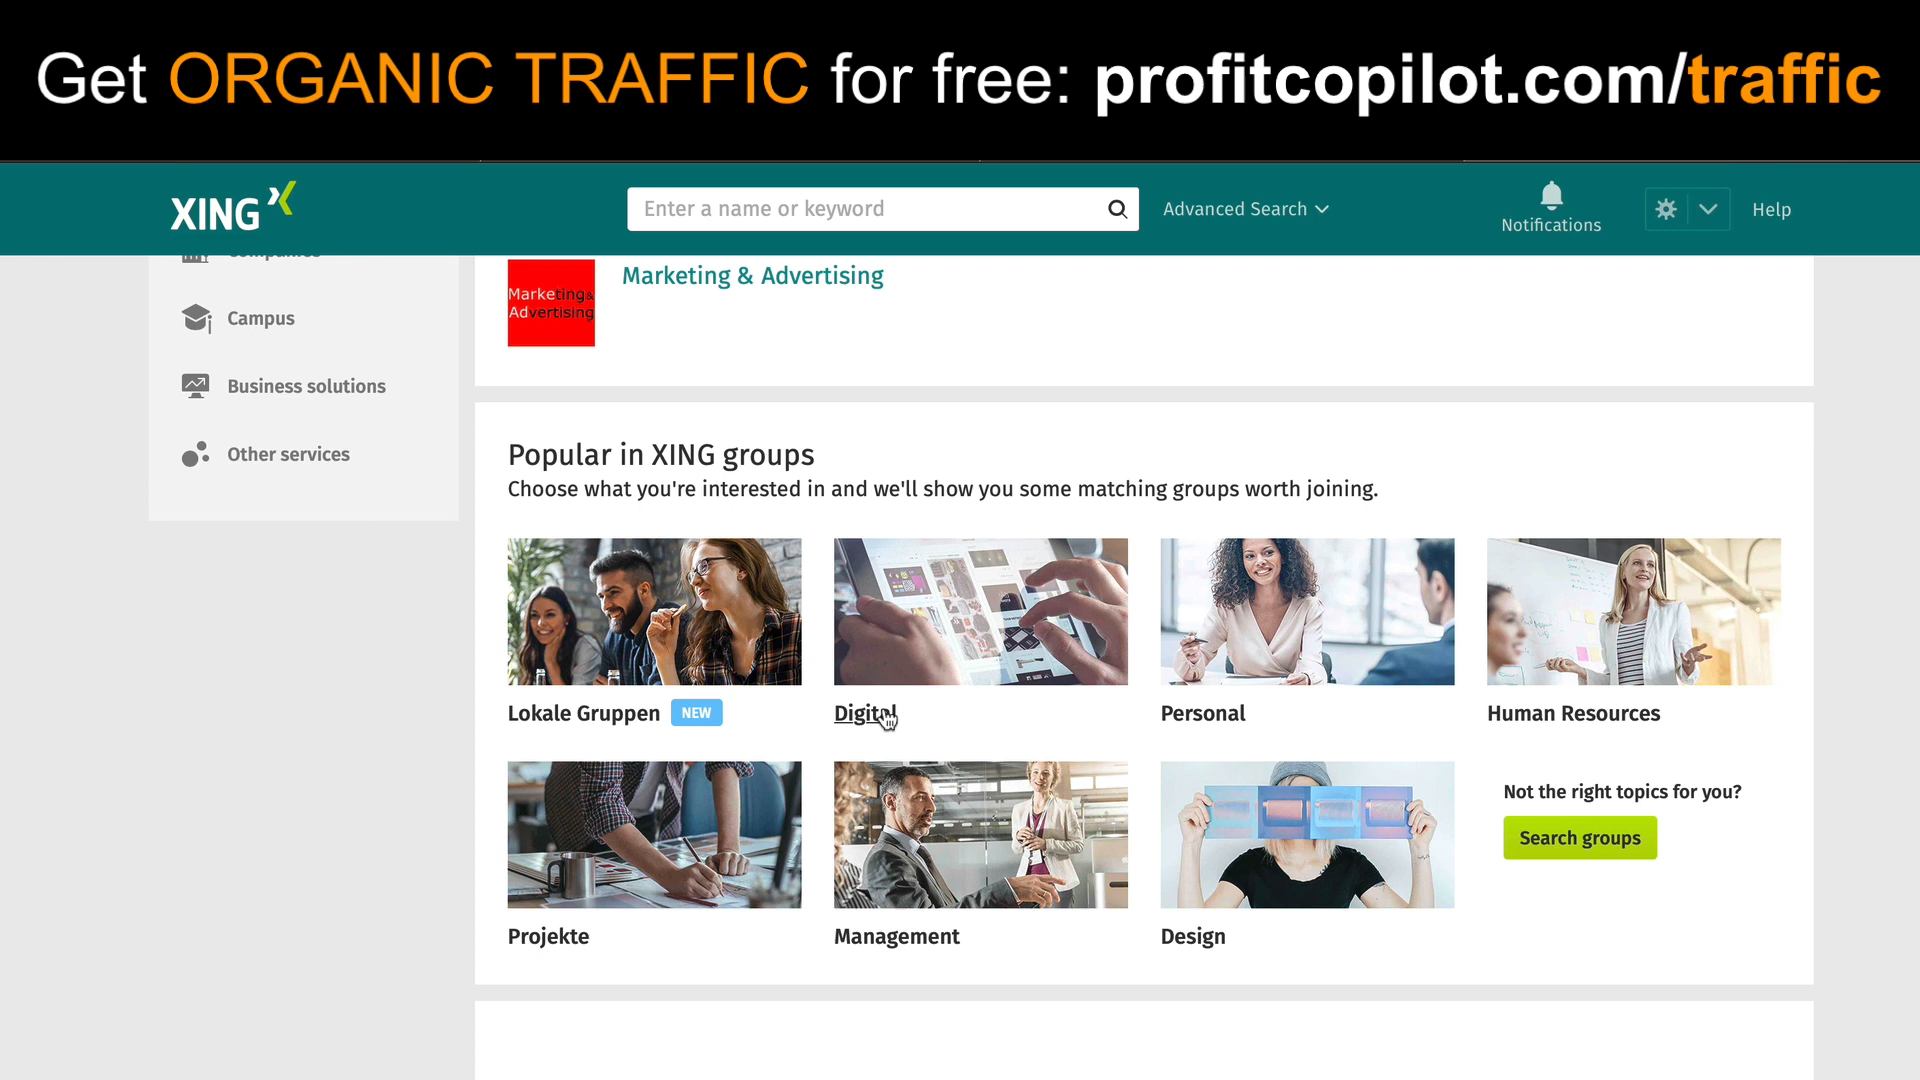 Get ORGANIC TRAFFIC for free: profitcopilot.com/traffic
XING
Enter a name or keyword
Advanced Search
Notifications
Help
Marketing &
Advertising
Marketing & Advertising
Campus
Business solutions
Other services
Popular in XING groups
Choose what you're interested in and we'll show you some matching groups worth joining.
Lokale Gruppen NEW
Digital
Personal
Human Resources
Projekte
Management
Design
Not the right topics for you?
Search groups